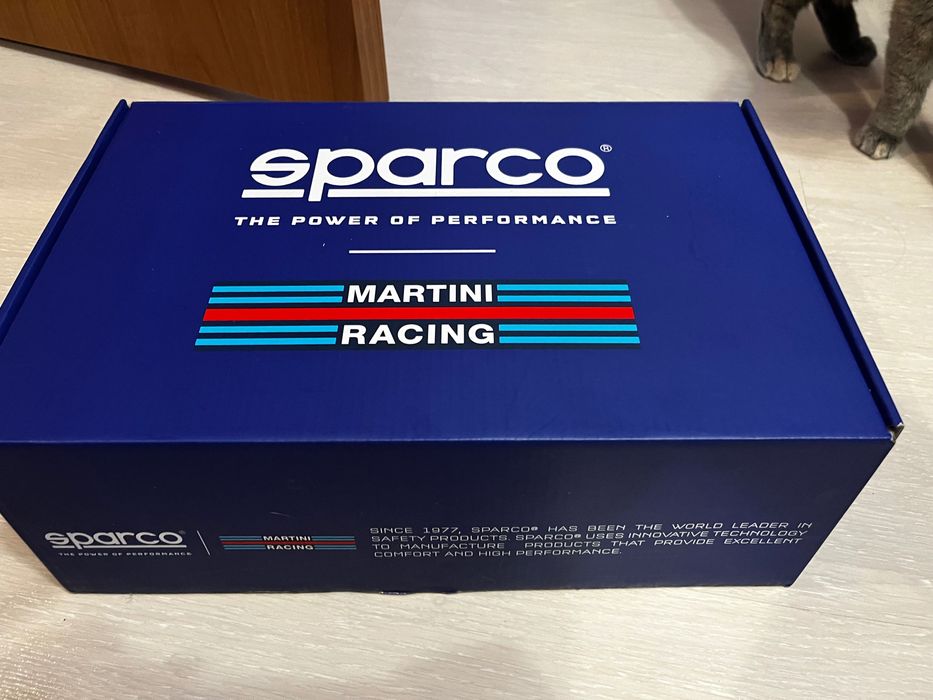 sparco®
THE POWER OF PERFORMANCE
MARTINI
RACING
sparco®
THE POWER OF PERFORMANCE
MARTINI
RACING
SINCE 1977, SPARCO® HAS BEEN THE WORLD LEADER IN
SAFETY PRODUCTS. SPARCO® USES INNOVATIVE TECHNOLOGY
TO MANUFACTURE PRODUCTS THAT PROVIDE EXCELLENT
COMFORT AND HIGH PERFORMANCE.